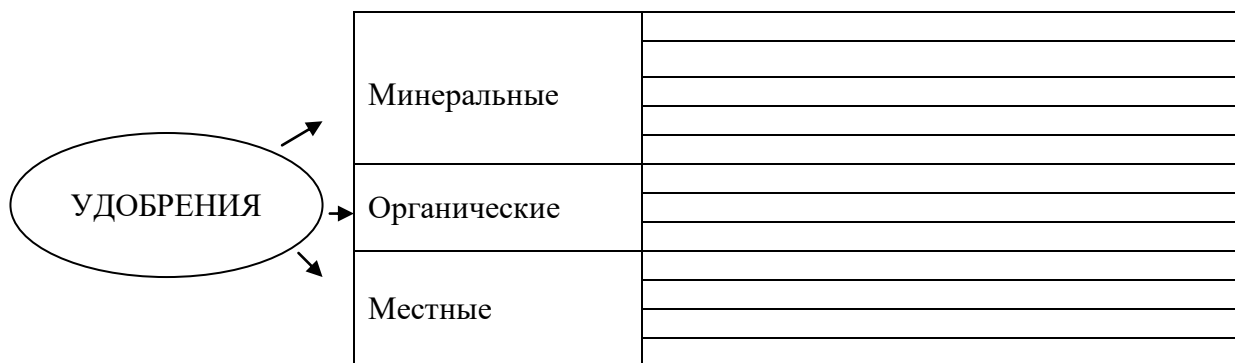 УДОБРЕНИЯ
Минеральные
Органические
Местные